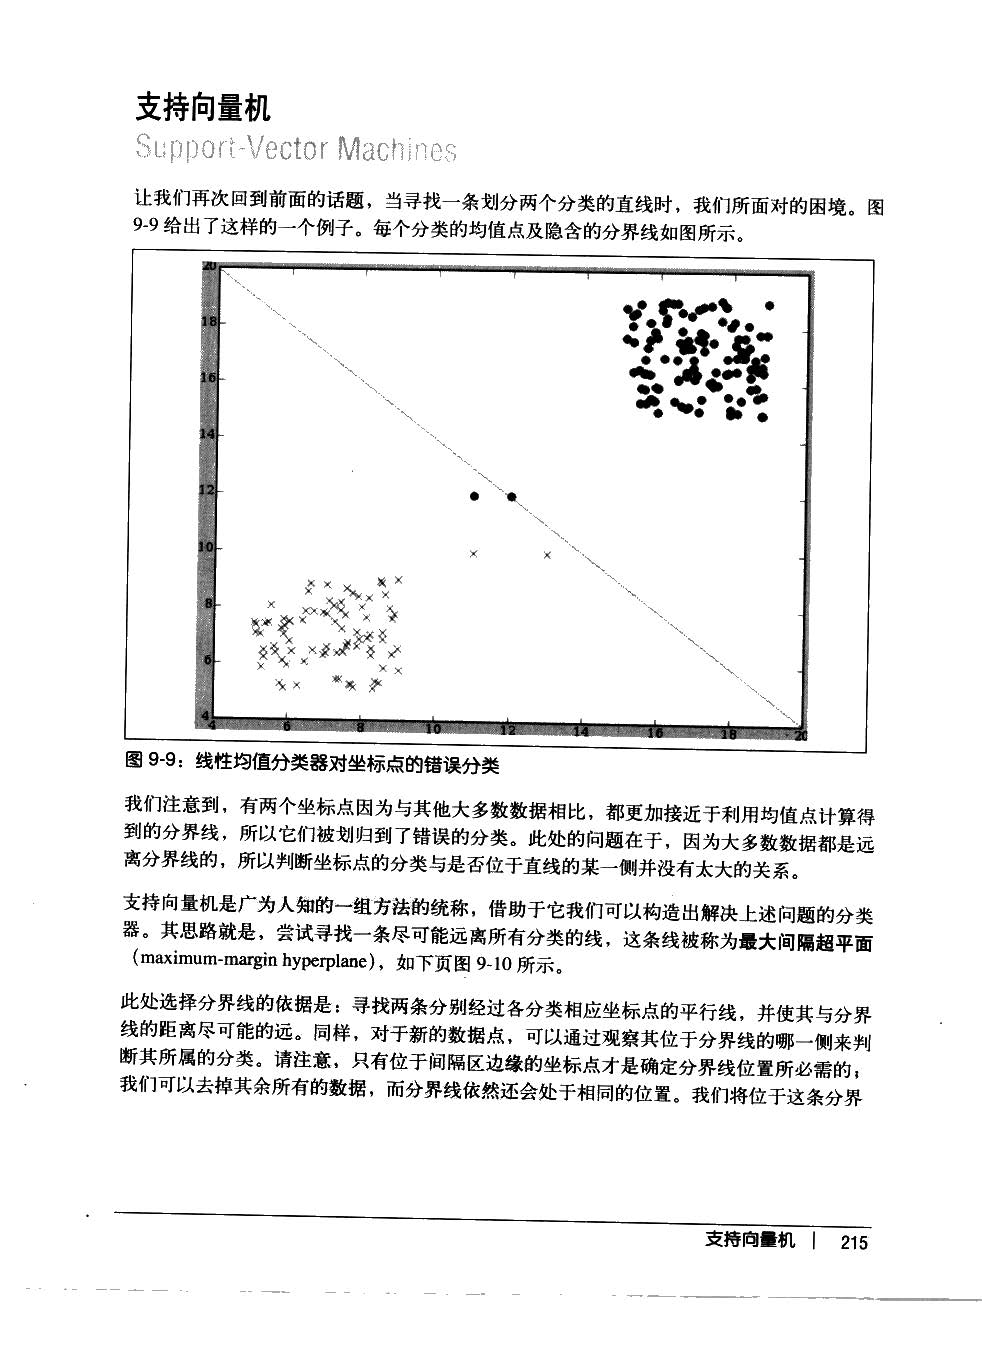 支持向量机
Support-Vector Machines
让我们再次回到前面的话题，当寻找一条划分两个分类的直线时，我们所面对的困境。图
9-9 给出了这样的一个例子。每个分类的均值点及隐含的分界线如图所示。
20
18
16
14
12
10
8
6
4
4 6 8 10 12 14 16 18 20
图 9-9：线性均值分类器对坐标点的错误分类
我们注意到，有两个坐标点因为与其他大多数数据相比，都更加接近于利用均值点计算得
到的分界线，所以它们被划归到了错误的分类。此处的问题在于，因为大多数数据都是远
离分界线的，所以判断坐标点的分类与是否位于直线的某一侧并没有太大的关系。
支持向量机是广为人知的一组方法的统称，借助于它我们可以构造出解决上述问题的分类
器。其思路就是，尝试寻找一条尽可能远离所有分类的线，这条线被称为最大间隔超平面
（maximum-margin hyperplane），如下页图 9-10 所示。
此处选择分界线的依据是：寻找两条分别经过各分类相应坐标点的平行线，并使其与分界
线的距离尽可能的远。同样，对于新的数据点，可以通过观察其位于分界线的哪一侧来判
断其所属的分类。请注意，只有位于间隔区边缘的坐标点才是确定分界线位置所必需的；
我们可以去掉其余所有的数据，而分界线依然还会处于相同的位置。我们将位于这条分界
支持向量机 | 215